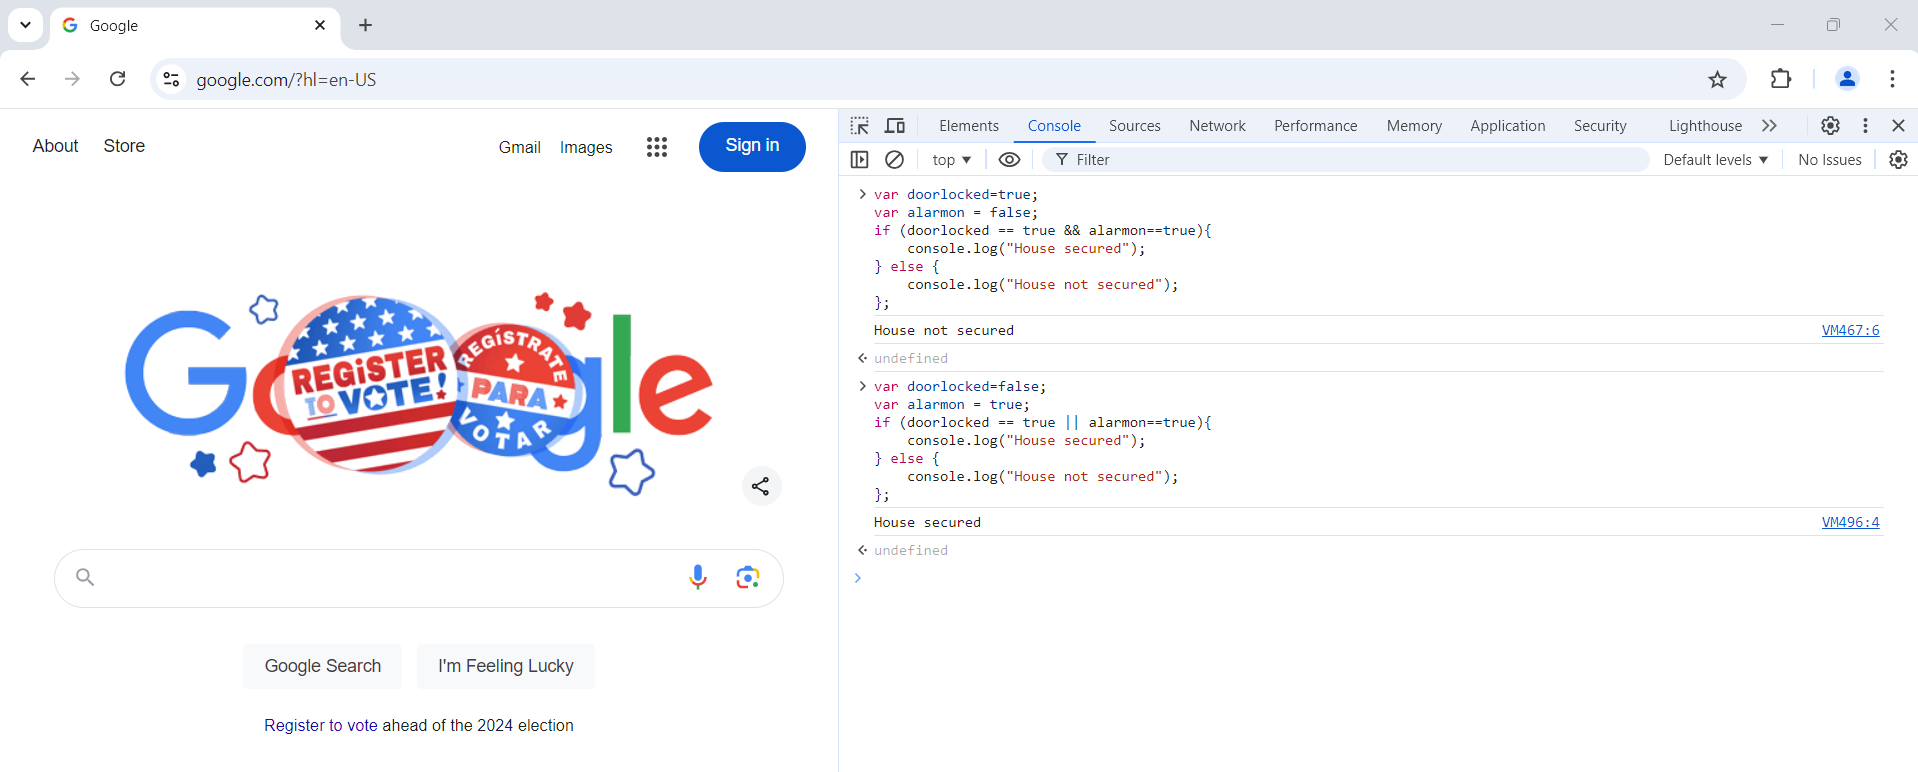 Google
google.com/?hl=en-US
About Store Gmail Images Sign in
Google
REGISTER TO VOTE!
REGÍSTRATE PARA VOTAR
Google Search I'm Feeling Lucky
Register to vote ahead of the 2024 election
Elements Console Sources Network Performance Memory Application Security Lighthouse
top Filter Default levels No Issues
var doorlocked=true;
var alarmon = false;
if (doorlocked == true && alarmon==true){
    console.log("House secured");
} else {
    console.log("House not secured");
};
House not secured VM467:6
undefined
var doorlocked=false;
var alarmon = true;
if (doorlocked == true || alarmon==true){
    console.log("House secured");
} else {
    console.log("House not secured");
};
House secured VM496:4
undefined